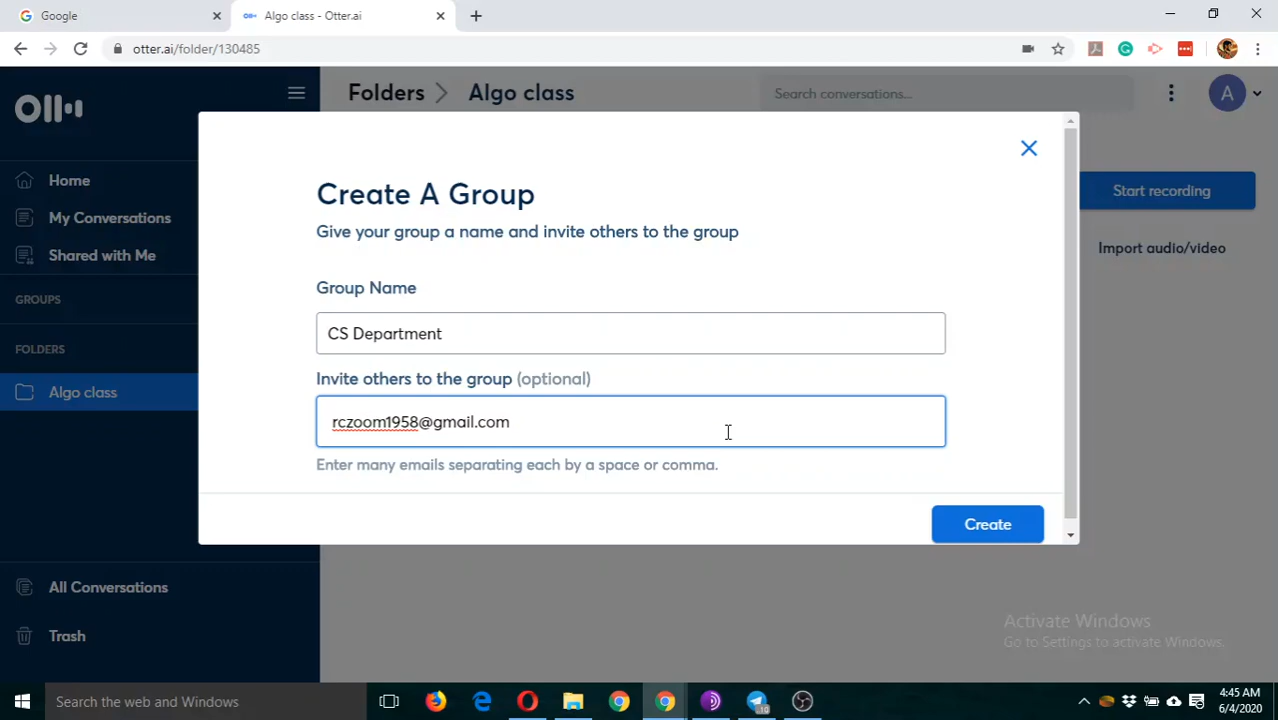 Google
Algo class - Otter.ai
otter.ai/folder/130485
Folders > Algo class
Search conversations...
A
Home
My Conversations
Shared with Me
GROUPS
FOLDERS
Algo class
All Conversations
Trash
Start recording
Import audio/video
Create A Group
Give your group a name and invite others to the group
Group Name
CS Department
Invite others to the group (optional)
rczoom1958@gmail.com
Enter many emails separating each by a space or comma.
Create
Activate Windows
Go to Settings to activate Windows.
Search the web and Windows
10
4:45 AM
6/4/2020